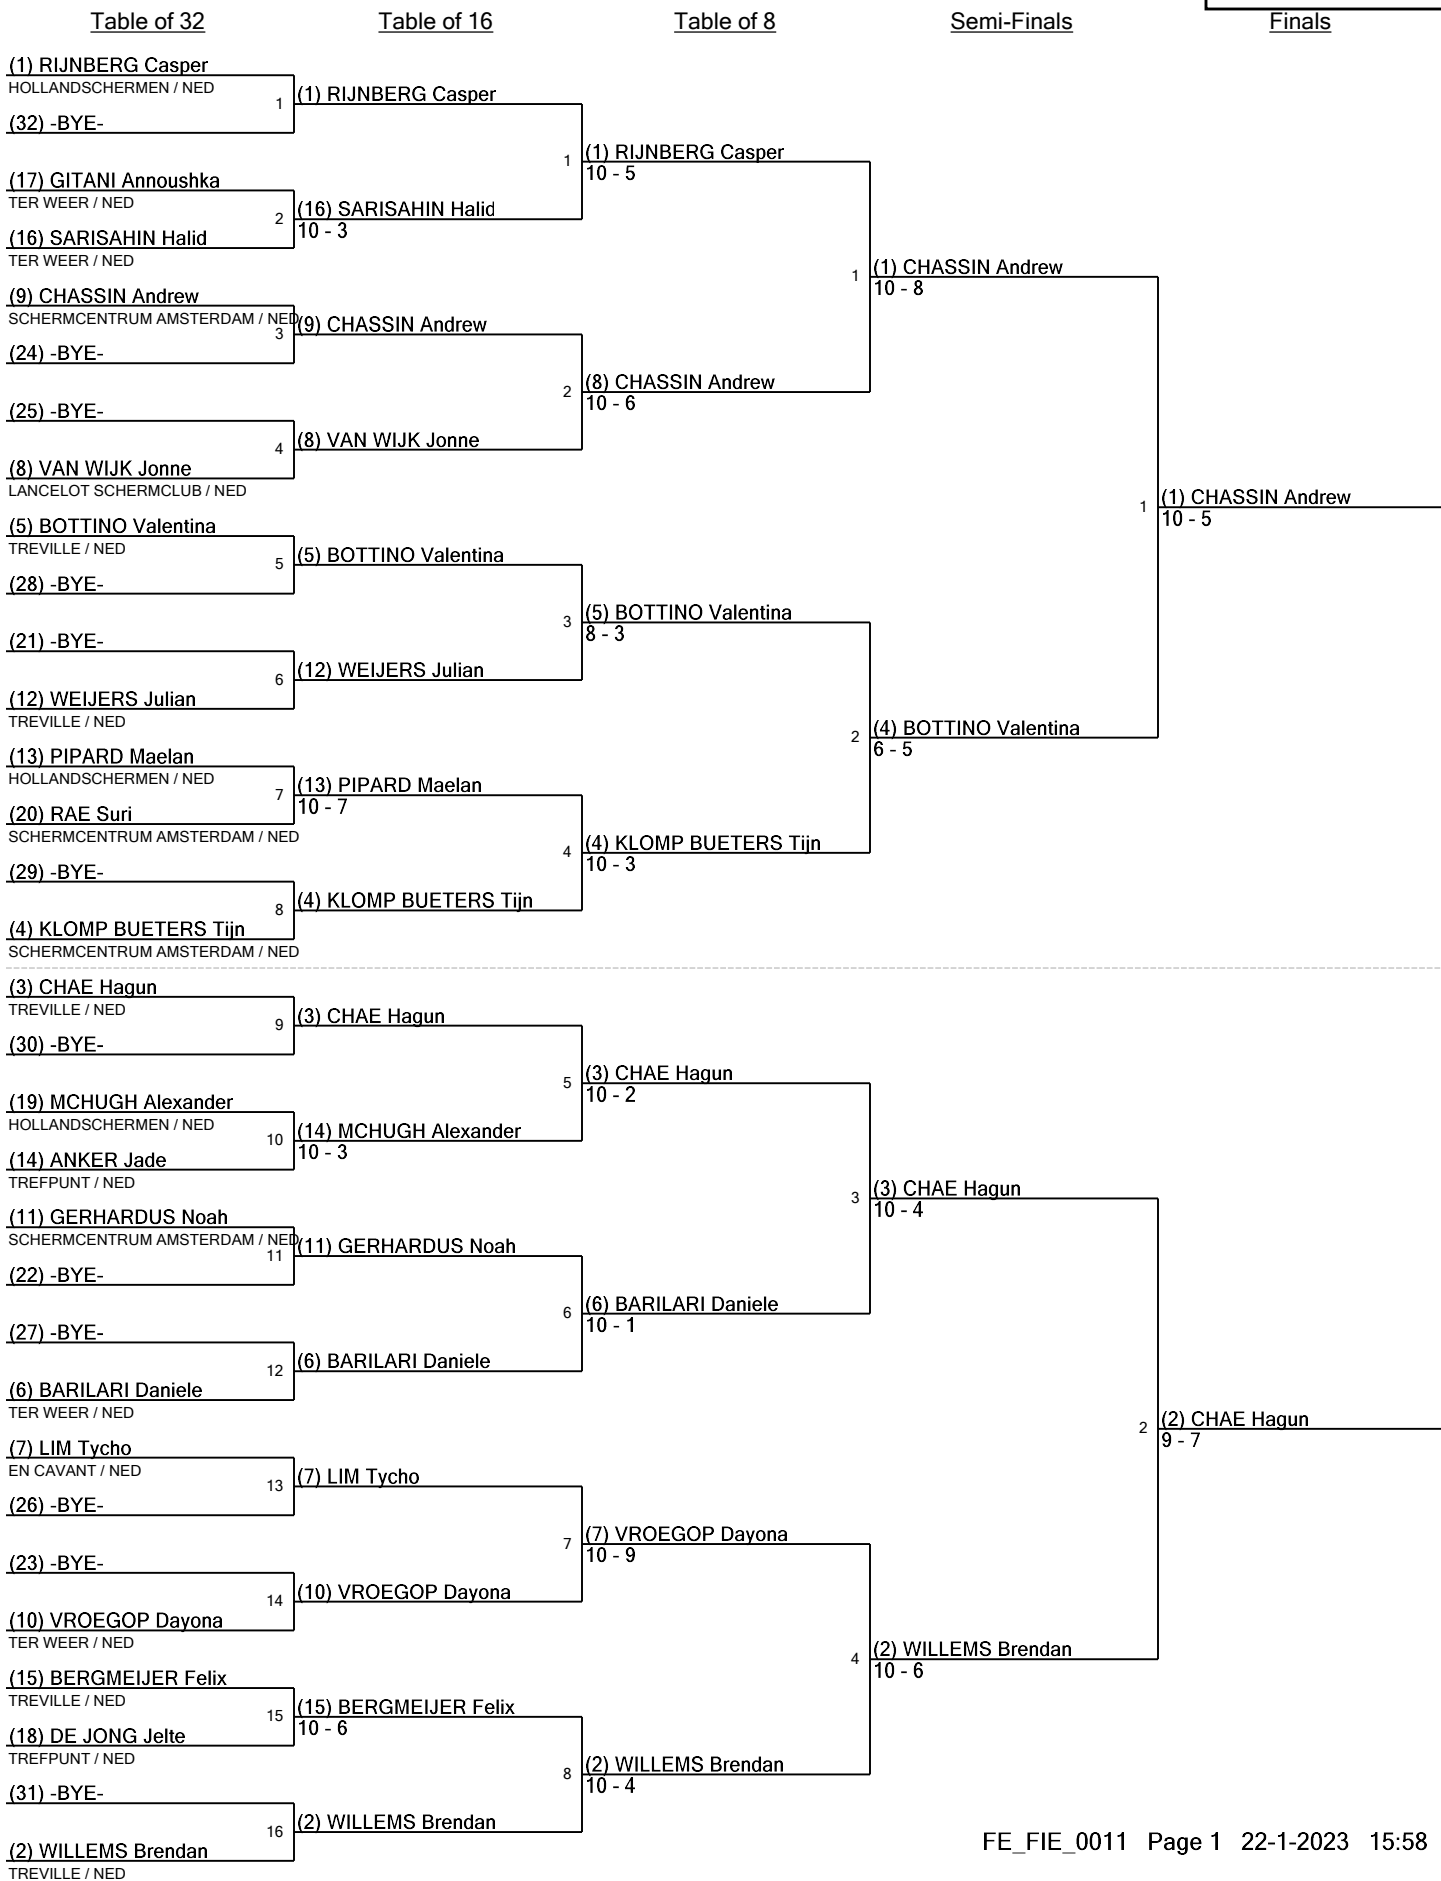 Table of 32
Table of 16
Table of 8
Semi-Finals
Finals
(1) RIJNBERG Casper
HOLLANDSCHERMEN / NED
(32) -BYE-
(17) GITANI Annoushka
TER WEER / NED
(16) SARISAHIN Halid
TER WEER / NED
(9) CHASSIN Andrew
SCHERMCENTRUM AMSTERDAM / NED
(24) -BYE-
(25) -BYE-
(8) VAN WIJK Jonne
LANCELOT SCHERMCLUB / NED
(5) BOTTINO Valentina
TREVILLE / NED
(28) -BYE-
(21) -BYE-
(12) WEIJERS Julian
TREVILLE / NED
(13) PIPARD Maelan
HOLLANDSCHERMEN / NED
(20) RAE Suri
SCHERMCENTRUM AMSTERDAM / NED
(29) -BYE-
(4) KLOMP BUETERS Tijn
SCHERMCENTRUM AMSTERDAM / NED
(3) CHAE Hagun
TREVILLE / NED
(30) -BYE-
(19) MCHUGH Alexander
HOLLANDSCHERMEN / NED
(14) ANKER Jade
TREFPUNT / NED
(11) GERHARDUS Noah
SCHERMCENTRUM AMSTERDAM / NED
(22) -BYE-
(27) -BYE-
(6) BARILARI Daniele
TER WEER / NED
(7) LIM Tycho
EN CAVANT / NED
(26) -BYE-
(23) -BYE-
(10) VROEGOP Dayona
TER WEER / NED
(15) BERGMEIJER Felix
TREVILLE / NED
(18) DE JONG Jelte
TREFPUNT / NED
(31) -BYE-
(2) WILLEMS Brendan
TREVILLE / NED
1 (1) RIJNBERG Casper
2 (16) SARISAHIN Halid
10 - 3
3 (9) CHASSIN Andrew
4 (8) VAN WIJK Jonne
5 (5) BOTTINO Valentina
6 (12) WEIJERS Julian
7 (13) PIPARD Maelan
10 - 7
8 (4) KLOMP BUETERS Tijn
9 (3) CHAE Hagun
10 (14) MCHUGH Alexander
10 - 3
11 (11) GERHARDUS Noah
12 (6) BARILARI Daniele
13 (7) LIM Tycho
14 (10) VROEGOP Dayona
15 (15) BERGMEIJER Felix
10 - 6
16 (2) WILLEMS Brendan
1 (1) RIJNBERG Casper
10 - 5
2 (8) CHASSIN Andrew
10 - 6
3 (5) BOTTINO Valentina
8 - 3
4 (4) KLOMP BUETERS Tijn
10 - 3
5 (3) CHAE Hagun
10 - 2
6 (6) BARILARI Daniele
10 - 1
7 (7) VROEGOP Dayona
10 - 9
8 (2) WILLEMS Brendan
10 - 4
1 (1) CHASSIN Andrew
10 - 8
2 (4) BOTTINO Valentina
6 - 5
3 (3) CHAE Hagun
10 - 4
4 (2) WILLEMS Brendan
10 - 6
1 (1) CHASSIN Andrew
10 - 5
2 (2) CHAE Hagun
9 - 7
FE_FIE_0011 Page 1 22-1-2023 15:58